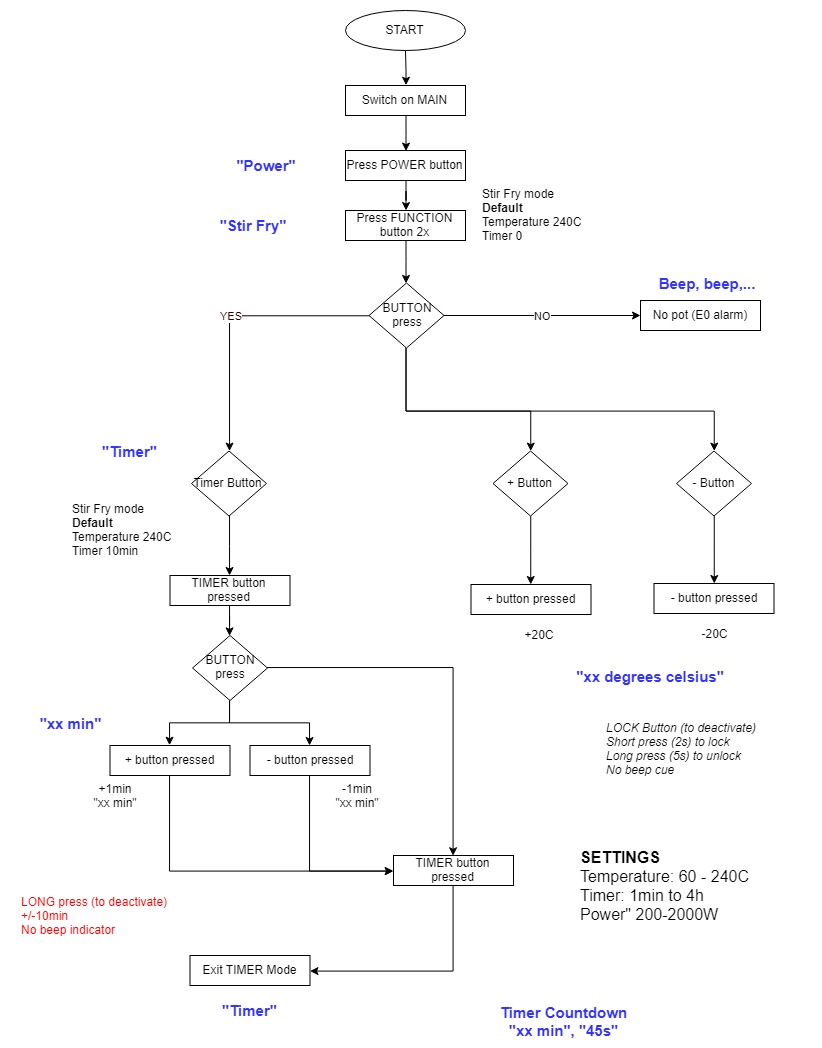 START
Switch on MAIN
"Power"
Press POWER button
Stir Fry mode
Default
Temperature 240C
Timer 0
"Stir Fry"
Press FUNCTION
button 2x
Beep, beep,...
BUTTON
press
YES
NO
No pot (E0 alarm)
"Timer"
Timer Button
+ Button
- Button
Stir Fry mode
Default
Temperature 240C
Timer 10min
TIMER button
pressed
+ button pressed
- button pressed
+20C
-20C
BUTTON
press
"xx degrees celsius"
"xx min"
LOCK Button (to deactivate)
Short press (2s) to lock
Long press (5s) to unlock
No beep cue
+ button pressed
- button pressed
+1min
"xx min"
-1min
"xx min"
TIMER button
pressed
SETTINGS
Temperature: 60 - 240C
Timer: 1min to 4h
Power" 200-2000W
LONG press (to deactivate)
+/-10min
No beep indicator
Exit TIMER Mode
"Timer"
Timer Countdown
"xx min", "45s"